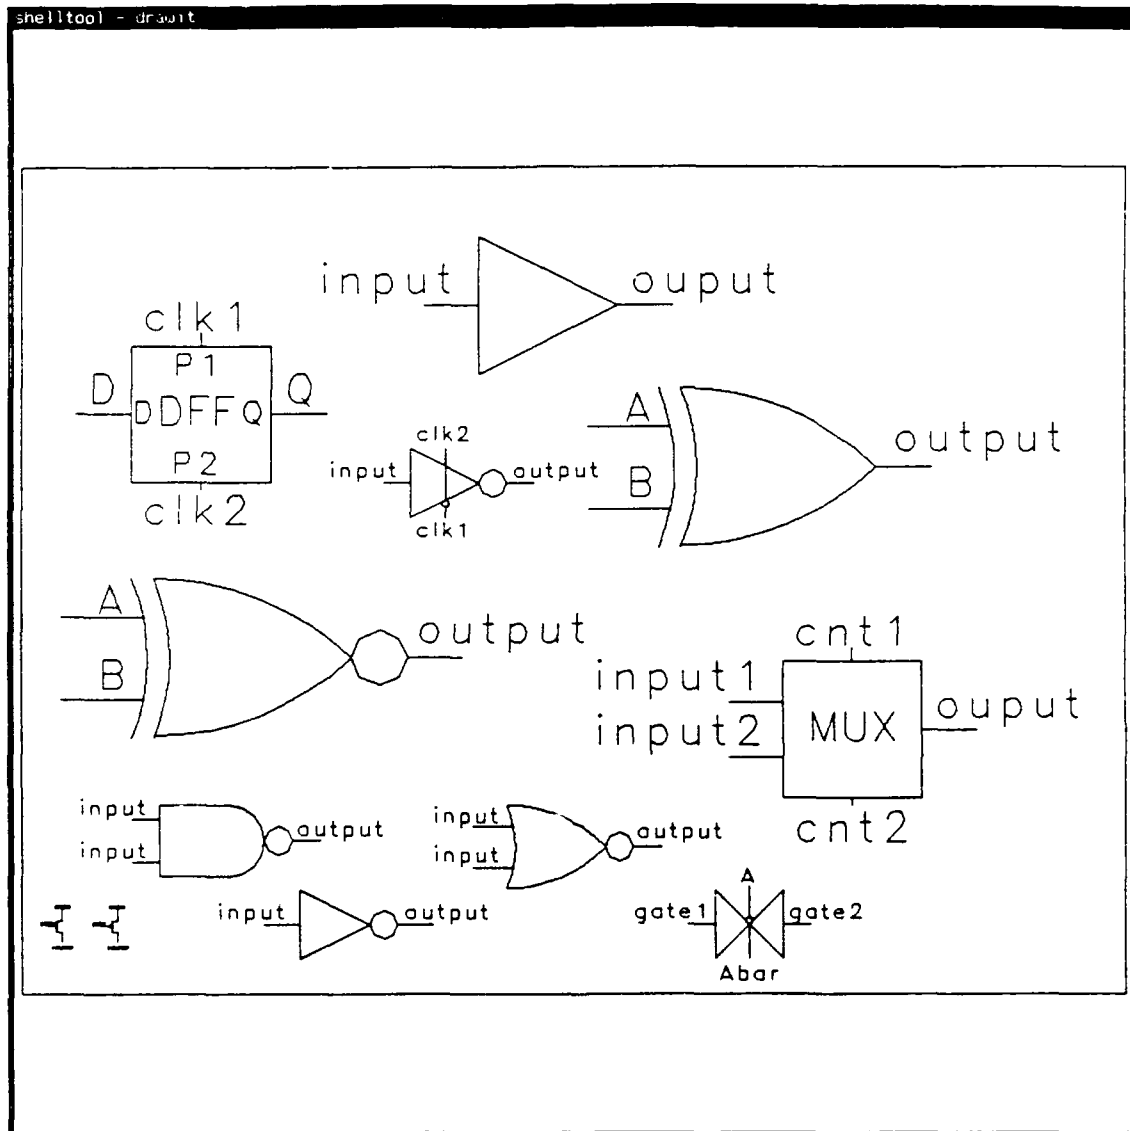 shelltool - drawit
input ouput
clk1
P1
D D DFF Q Q
P2
clk2
clk2
input output
clk1
A
B
output
A
B
output
cnt1
input1
input2
MUX
ouput
cnt2
input
input
output
input
input
output
input output
A
gate1 gate2
Abar